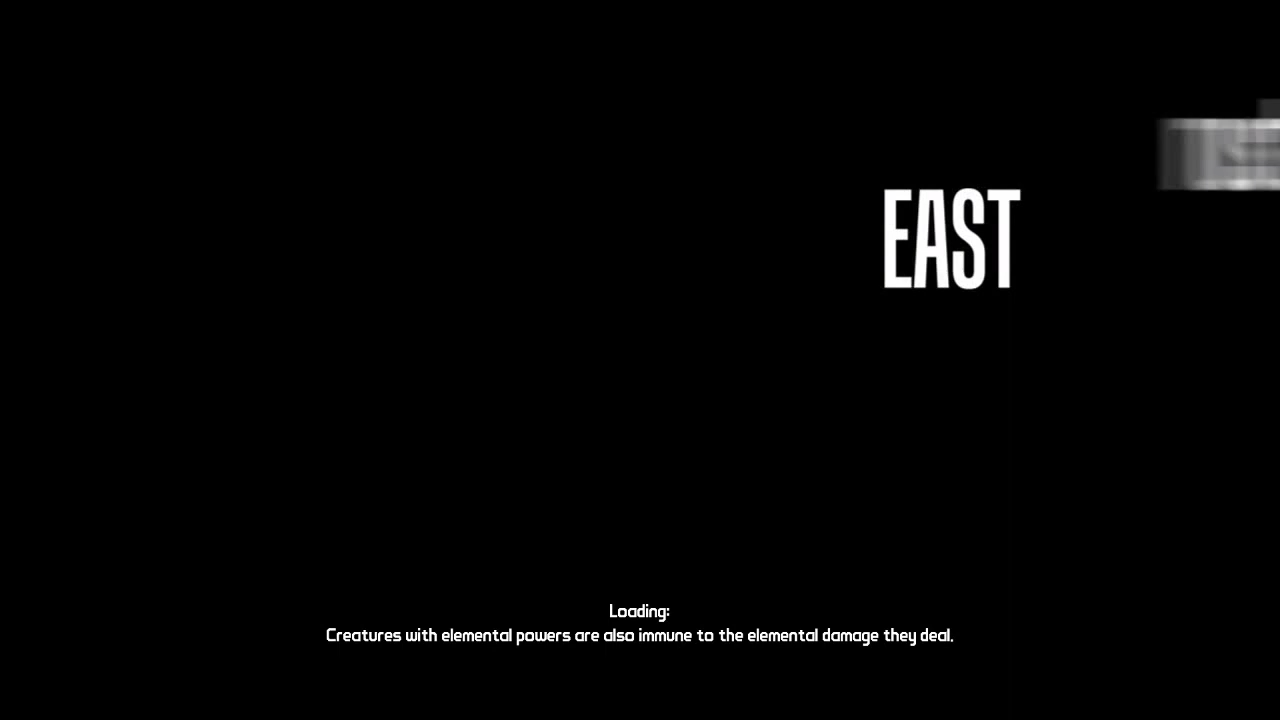 EAST
Loading:
Creatures with elemental powers are also immune to the elemental damage they deal.